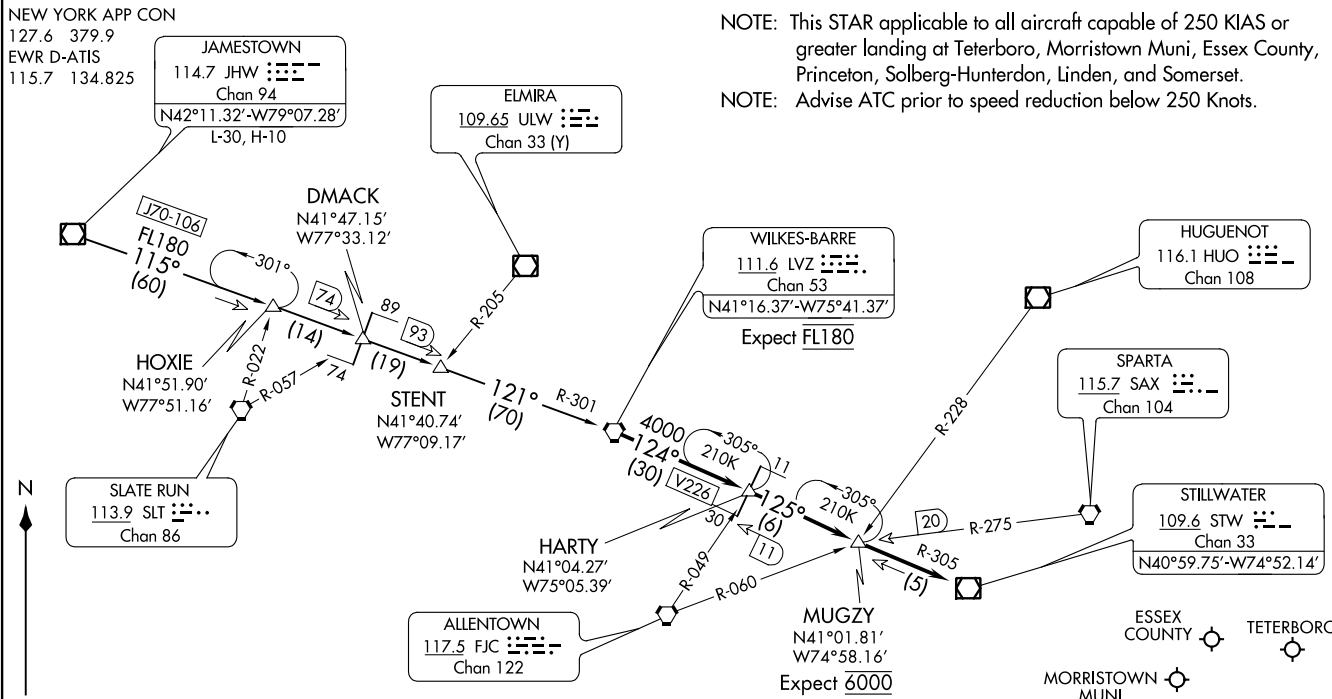 NEW YORK APP CON
127.6 379.9
EWR D-ATIS
115.7 134.825
NOTE: This STAR applicable to all aircraft capable of 250 KIAS or
greater landing at Teterboro, Morristown Muni, Essex County,
Princeton, Solberg-Hunterdon, Linden, and Somerset.
NOTE: Advise ATC prior to speed reduction below 250 Knots.
JAMESTOWN
114.7 JHW
Chan 94
N42°11.32'-W79°07.28'
L-30, H-10
ELMIRA
109.65 ULW
Chan 33 (Y)
DMACK
N41°47.15'
W77°33.12'
J70-106
FL180
115°
(60)
301°
74
89
93
R-205
(14)
(19)
HOXIE
N41°51.90'
W77°51.16'
R-022
R-057
74
STENT
N41°40.74'
W77°09.17'
121°
(70)
R-301
WILKES-BARRE
111.6 LVZ
Chan 53
N41°16.37'-W75°41.37'
Expect FL180
HUGUENOT
116.1 HUO
Chan 108
SPARTA
115.7 SAX
Chan 104
R-228
4000
124°
(30)
305°
210K
11
V226
30
125°
(6)
305°
210K
20
R-275
R-305
(5)
11
STILLWATER
109.6 STW
Chan 33
N40°59.75'-W74°52.14'
N
SLATE RUN
113.9 SLT
Chan 86
HARTY
N41°04.27'
W75°05.39'
R-049
R-060
ALLENTOWN
117.5 FJC
Chan 122
MUGZY
N41°01.81'
W74°58.16'
Expect 6000
ESSEX
COUNTY
TETERBORO
MORRISTOWN
MUNI